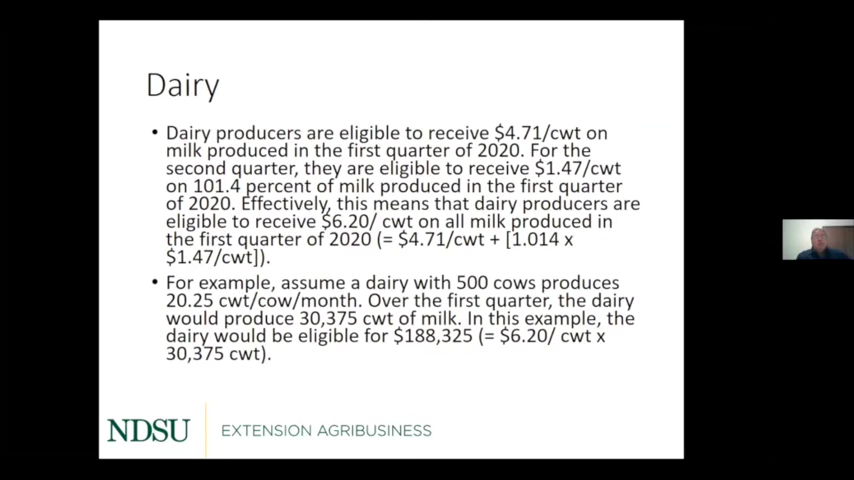 Dairy
• Dairy producers are eligible to receive $4.71/cwt on
milk produced in the first quarter of 2020. For the
second quarter, they are eligible to receive $1.47/cwt
on 101.4 percent of milk produced in the first quarter
of 2020. Effectively, this means that dairy producers are
eligible to receive $6.20/ cwt on all milk produced in
the first quarter of 2020 (= $4.71/cwt + [1.014 x
$1.47/cwt]).
• For example, assume a dairy with 500 cows produces
20.25 cwt/cow/month. Over the first quarter, the dairy
would produce 30,375 cwt of milk. In this example, the
dairy would be eligible for $188,325 (= $6.20/ cwt x
30,375 cwt).
NDSU EXTENSION AGRIBUSINESS